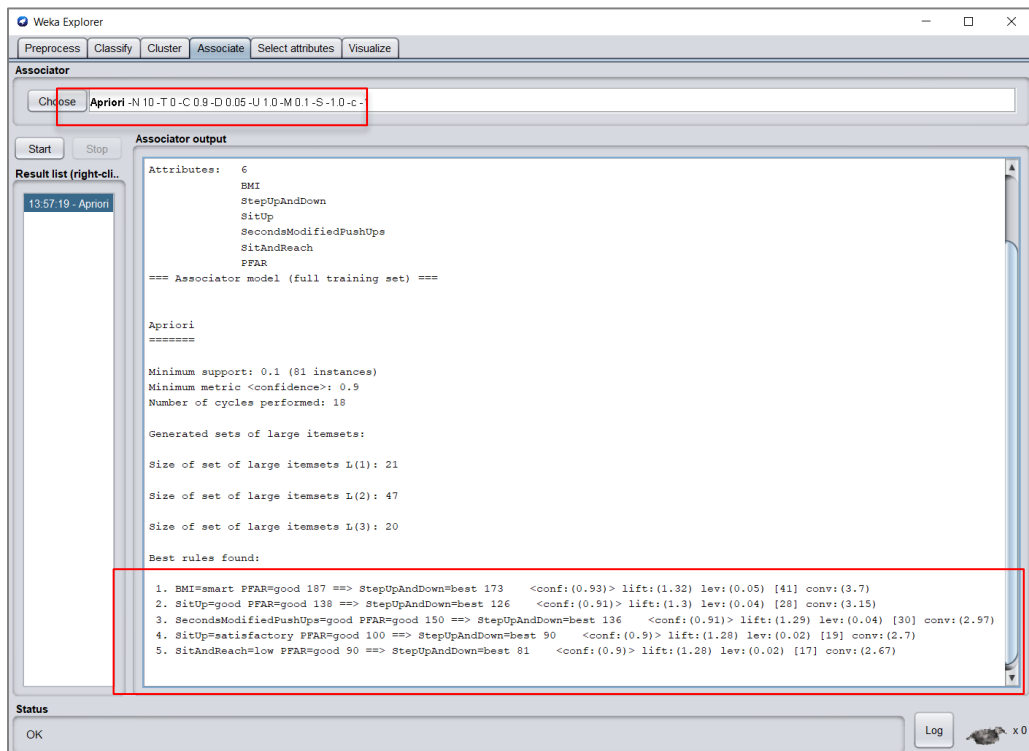 Weka Explorer
Preprocess Classify Cluster Associate Select attributes Visualize
Associator
Choose Apriori -N 10 -T 0 -C 0.9 -D 0.05 -U 1.0 -M 0.1 -S -1.0 -c -1
Start Stop
Result list (right-cli..
13:57:19 - Apriori
Associator output
Attributes: 6
BMI
StepUpAndDown
SitUp
SecondsModifiedPushUps
SitAndReach
PFAR
=== Associator model (full training set) ===
Apriori
=======
Minimum support: 0.1 (81 instances)
Minimum metric <confidence>: 0.9
Number of cycles performed: 18
Generated sets of large itemsets:
Size of set of large itemsets L(1): 21
Size of set of large itemsets L(2): 47
Size of set of large itemsets L(3): 20
Best rules found:
1. BMI=smart PFAR=good 187 ==> StepUpAndDown=best 173 <conf:(0.93)> lift:(1.32) lev:(0.05) [41] conv:(3.7)
2. SitUp=good PFAR=good 138 ==> StepUpAndDown=best 126 <conf:(0.91)> lift:(1.3) lev:(0.04) [28] conv:(3.15)
3. SecondsModifiedPushUps=good PFAR=good 150 ==> StepUpAndDown=best 136 <conf:(0.91)> lift:(1.29) lev:(0.04) [30] conv:(2.97)
4. SitUp=satisfactory PFAR=good 100 ==> StepUpAndDown=best 90 <conf:(0.9)> lift:(1.28) lev:(0.02) [19] conv:(2.7)
5. SitAndReach=low PFAR=good 90 ==> StepUpAndDown=best 81 <conf:(0.9)> lift:(1.28) lev:(0.02) [17] conv:(2.67)
Status
OK
Log
x 0